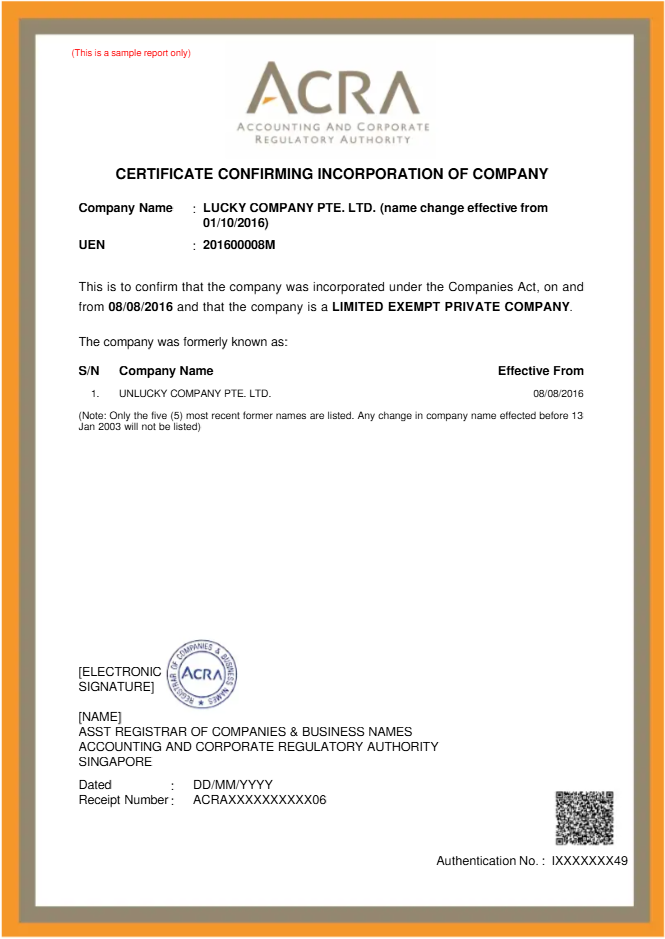 (This is a sample report only)
ACRA
ACCOUNTING AND CORPORATE
REGULATORY AUTHORITY
CERTIFICATE CONFIRMING INCORPORATION OF COMPANY
Company Name : LUCKY COMPANY PTE. LTD. (name change effective from
01/10/2016)
UEN : 201600008M
This is to confirm that the company was incorporated under the Companies Act, on and
from 08/08/2016 and that the company is a LIMITED EXEMPT PRIVATE COMPANY.
The company was formerly known as:
S/N Company Name Effective From
1. UNLUCKY COMPANY PTE. LTD. 08/08/2016
(Note: Only the five (5) most recent former names are listed. Any change in company name effected before 13
Jan 2003 will not be listed)
[ELECTRONIC
SIGNATURE]
REGISTRAR OF COMPANIES & BUSINESS NAMES
ACRA
[NAME]
ASST REGISTRAR OF COMPANIES & BUSINESS NAMES
ACCOUNTING AND CORPORATE REGULATORY AUTHORITY
SINGAPORE
Dated : DD/MM/YYYY
Receipt Number : ACRAXXXXXXXXXX06
Authentication No. : IXXXXXXX49